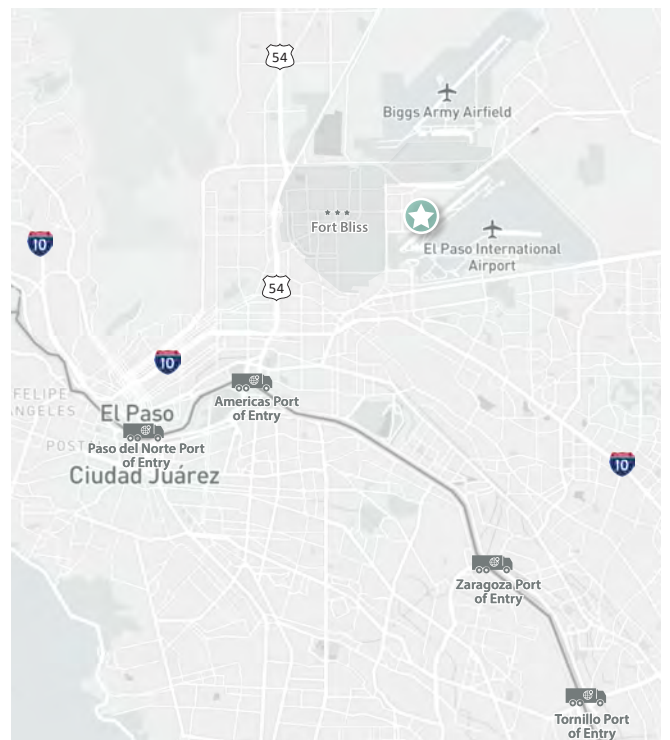 54
Biggs Army Airfield
Fort Bliss
El Paso International
Airport
10
54
10
FELIPE
ANGELES
El Paso
Americas Port
of Entry
Paso del Norte Port
of Entry
Ciudad Juárez
10
Zaragoza Port
of Entry
Tornillo Port
of Entry